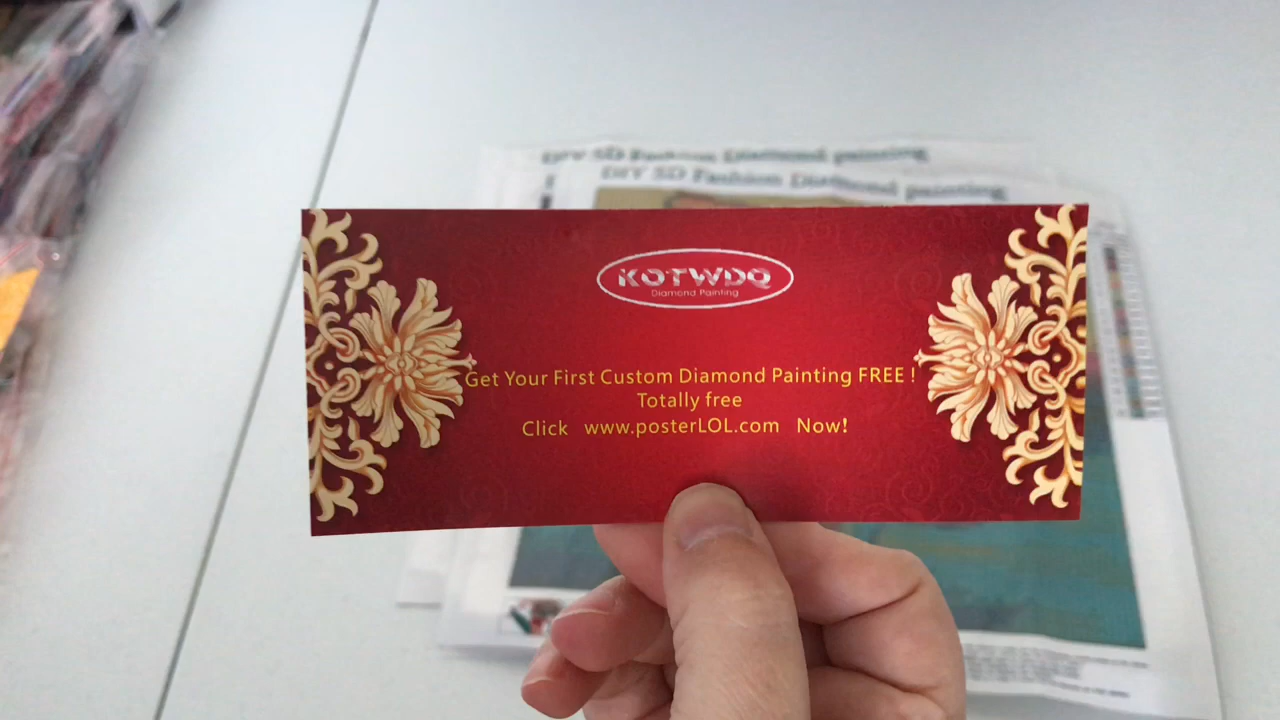 DIY 5D Fashion Diamond painting
DIY 5D Fashion Diamond painting
KOTWDQ
Diamond Painting
Get Your First Custom Diamond Painting FREE !
Totally free
Click www.posterLOL.com Now!